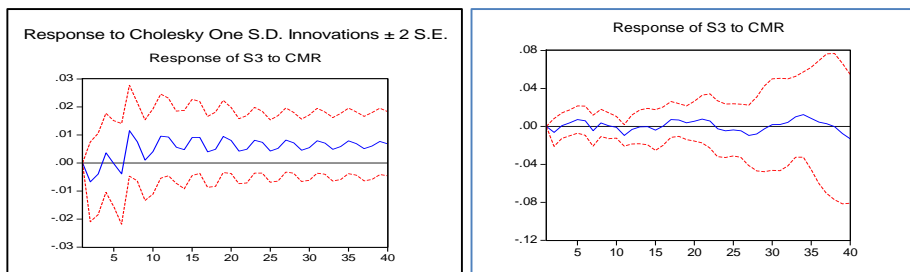 Response to Cholesky One S.D. Innovations ± 2 S.E.
Response of S3 to CMR
.03
.02
.01
.00
-.01
-.02
-.03
5 10 15 20 25 30 35 40
Response of S3 to CMR
.08
.04
.00
-.04
-.08
-.12
5 10 15 20 25 30 35 40